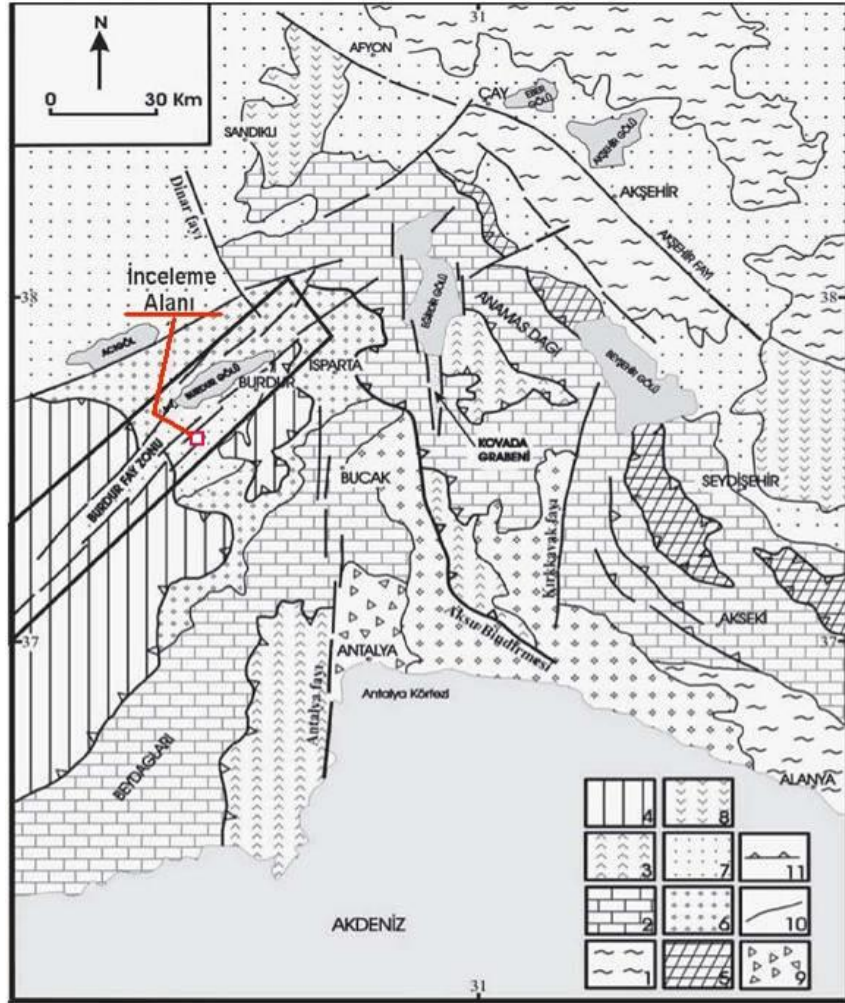 31
N
0 30 Km
AFYON
ÇAY
EBER GÖLÜ
SANDIKLI
AKŞEHİR GÖLÜ
AKŞEHİR
Dinar fayı
AKŞEHİR FAYI
İnceleme
Alanı
38
38
EĞİRDİR GÖLÜ
ANAMAS DAGI
ACIGÖL
BEYŞEHİR GÖLÜ
ISPARTA
BURDUR GÖLÜ
BURDUR
KOVADA
GRABENİ
BURDUR FAY ZONU
BUCAK
SEYDİŞEHİR
Kırkkavak fayı
AKSEKİ
37
37
Aksu Bindirmesi
ANTALYA
Antalya Körfezi
Antalya fayı
BEYDAGLARI
ALANYA
4 8
3 7 11
2 6 10
1 5 9
AKDENİZ
31